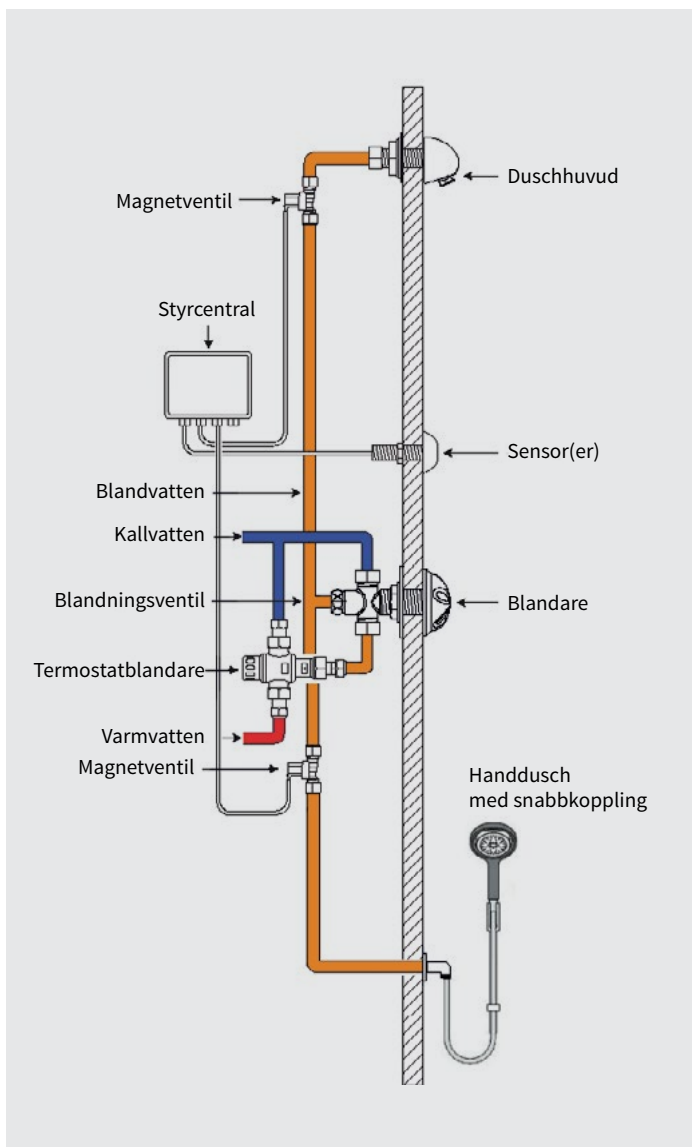 Duschhuvud
Magnetventil
Styrcentral
Sensor(er)
Blandvatten
Kallvatten
Blandningsventil
Blandare
Termostatblandare
Varmvatten
Magnetventil
Handdusch
med snabbkoppling